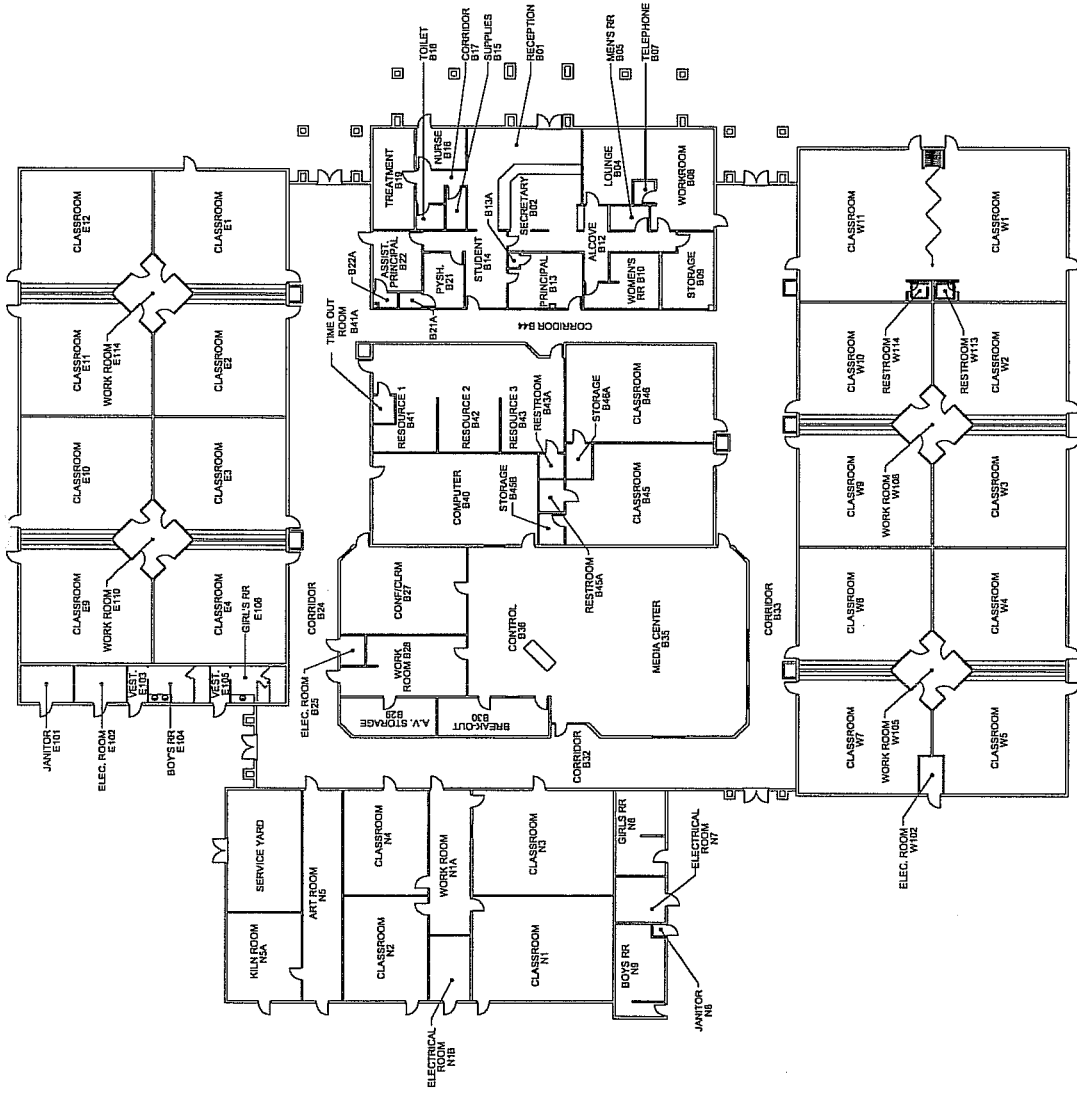 CLASSROOM
E12
CLASSROOM
E1
WORK ROOM
E114
CLASSROOM
E11
CLASSROOM
E2
CLASSROOM
E10
CLASSROOM
E3
WORK ROOM
E110
CLASSROOM
E9
CLASSROOM
E4
GIRL'S RR
E106
VEST.
E103
VEST.
E105
JANITOR
E101
ELEC. ROOM
E102
BOY'S RR
E104
TOILET
B18
CORRIDOR
B17
SUPPLIES
B15
RECEPTION
B01
MEN'S RR
B05
TELEPHONE
B07
TREATMENT
B19
NURSE
B16
LOUNGE
B04
WORKROOM
B08
B13A
SECRETARY
B02
ASSIST.
PRINCIPAL
B22
B22A
PYSH.
B21
B21A
STUDENT
B14
PRINCIPAL
B13
ALCOVE
B12
WOMEN'S
RR B10
STORAGE
B09
CORRIDOR B44
TIME OUT
ROOM
B41A
RESOURCE 1
B41
RESOURCE 2
B42
RESOURCE 3
B43
RESTROOM
B43A
STORAGE
B46A
CLASSROOM
B46
COMPUTER
B40
STORAGE
B45B
CLASSROOM
B45
RESTROOM
B45A
CORRIDOR
B24
CONF/CLRM
B27
CONTROL
B36
MEDIA CENTER
B35
CORRIDOR
B33
ELEC. ROOM
B25
WORK
ROOM B28
A.V. STORAGE
B29
BREAK-OUT
B30
CORRIDOR
B32
SERVICE YARD
KILN ROOM
N5A
ART ROOM
N5
CLASSROOM
N4
CLASSROOM
N2
WORK ROOM
N1A
ELECTRICAL
ROOM
N1B
CLASSROOM
N3
CLASSROOM
N1
GIRLS RR
N6
ELECTRICAL
ROOM
N7
BOYS RR
N9
JANITOR
N8
CLASSROOM
W11
CLASSROOM
W1
RESTROOM
W114
RESTROOM
W113
CLASSROOM
W10
CLASSROOM
W2
WORK ROOM
W108
CLASSROOM
W9
CLASSROOM
W3
CLASSROOM
W8
CLASSROOM
W4
WORK ROOM
W105
CLASSROOM
W7
CLASSROOM
W5
ELEC. ROOM
W102